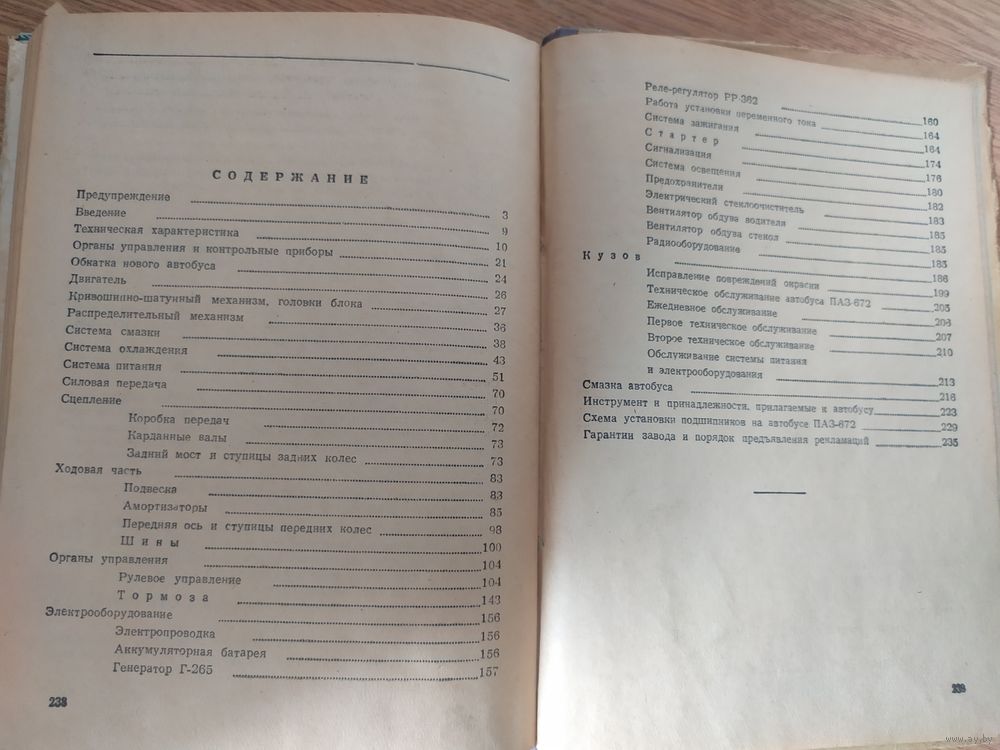 СОДЕРЖАНИЕ
Предупреждение 3
Введение 9
Техническая характеристика 10
Органы управления и контрольные приборы 21
Обкатка нового автобуса 24
Двигатель 26
Кривошипно-шатунный механизм, головки блока 27
Распределительный механизм 36
Система смазки 38
Система охлаждения 43
Система питания 51
Силовая передача 70
Сцепление 70
Коробка передач 72
Карданные валы 73
Задний мост и ступицы задних колес 73
Ходовая часть 83
Подвеска 83
Амортизаторы 85
Передняя ось и ступицы передних колес 98
Шины 100
Органы управления 104
Рулевое управление 104
Тормоза 143
Электрооборудование 156
Электропроводка 156
Аккумуляторная батарея 156
Генератор Г-265 157
238
Реле-регулятор РР-362 160
Работа установки переменного тока 164
Система зажигания 164
Стартер 174
Сигнализация 176
Система освещения 180
Предохранители 182
Электрический стеклоочиститель 183
Вентилятор обдува водителя 185
Вентилятор обдува стекол 185
Радиооборудование 185
Кузов 186
Исправление повреждений окраски 199
Техническое обслуживание автобуса ПАЗ-672 205
Ежедневное обслуживание 206
Первое техническое обслуживание 207
Второе техническое обслуживание 210
Обслуживание системы питания
и электрооборудования 213
Смазка автобуса 216
Инструмент и принадлежности, прилагаемые к автобусу 223
Схема установки подшипников на автобусе ПАЗ-672 229
Гарантии завода и порядок предъявления рекламаций 235
239
www.ay.by